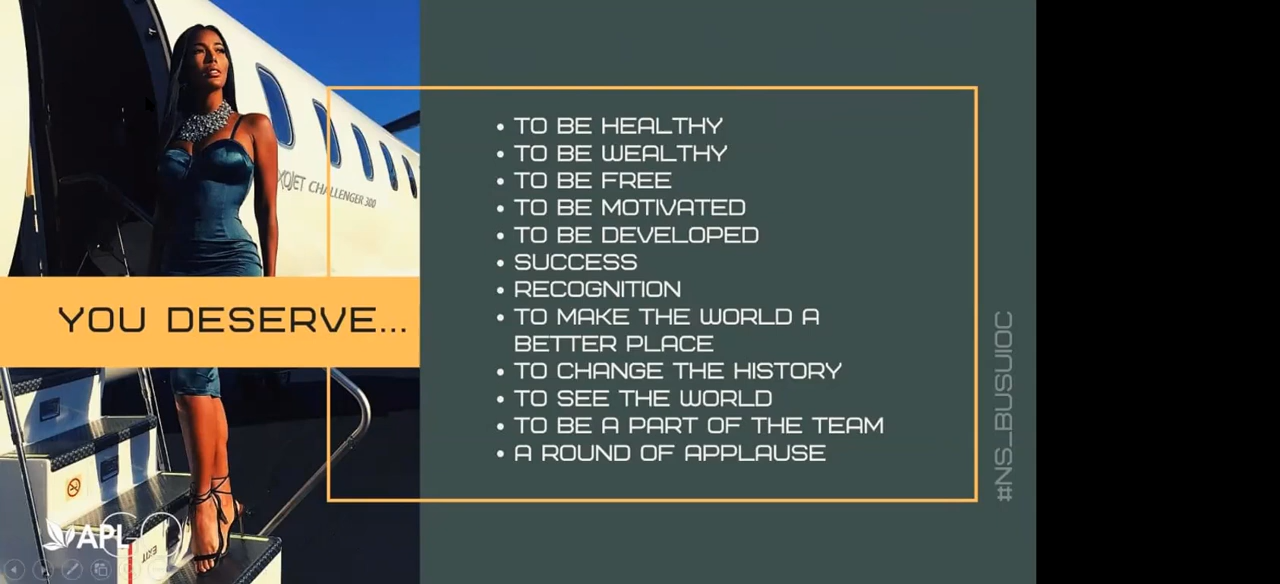 XOJET CHALLENGER 300
YOU DESERVE...
• TO BE HEALTHY
• TO BE WEALTHY
• TO BE FREE
• TO BE MOTIVATED
• TO BE DEVELOPED
• SUCCESS
• RECOGNITION
• TO MAKE THE WORLD A
BETTER PLACE
• TO CHANGE THE HISTORY
• TO SEE THE WORLD
• TO BE A PART OF THE TEAM
• A ROUND OF APPLAUSE
#NS_BUSUIOC
APL
EXIT